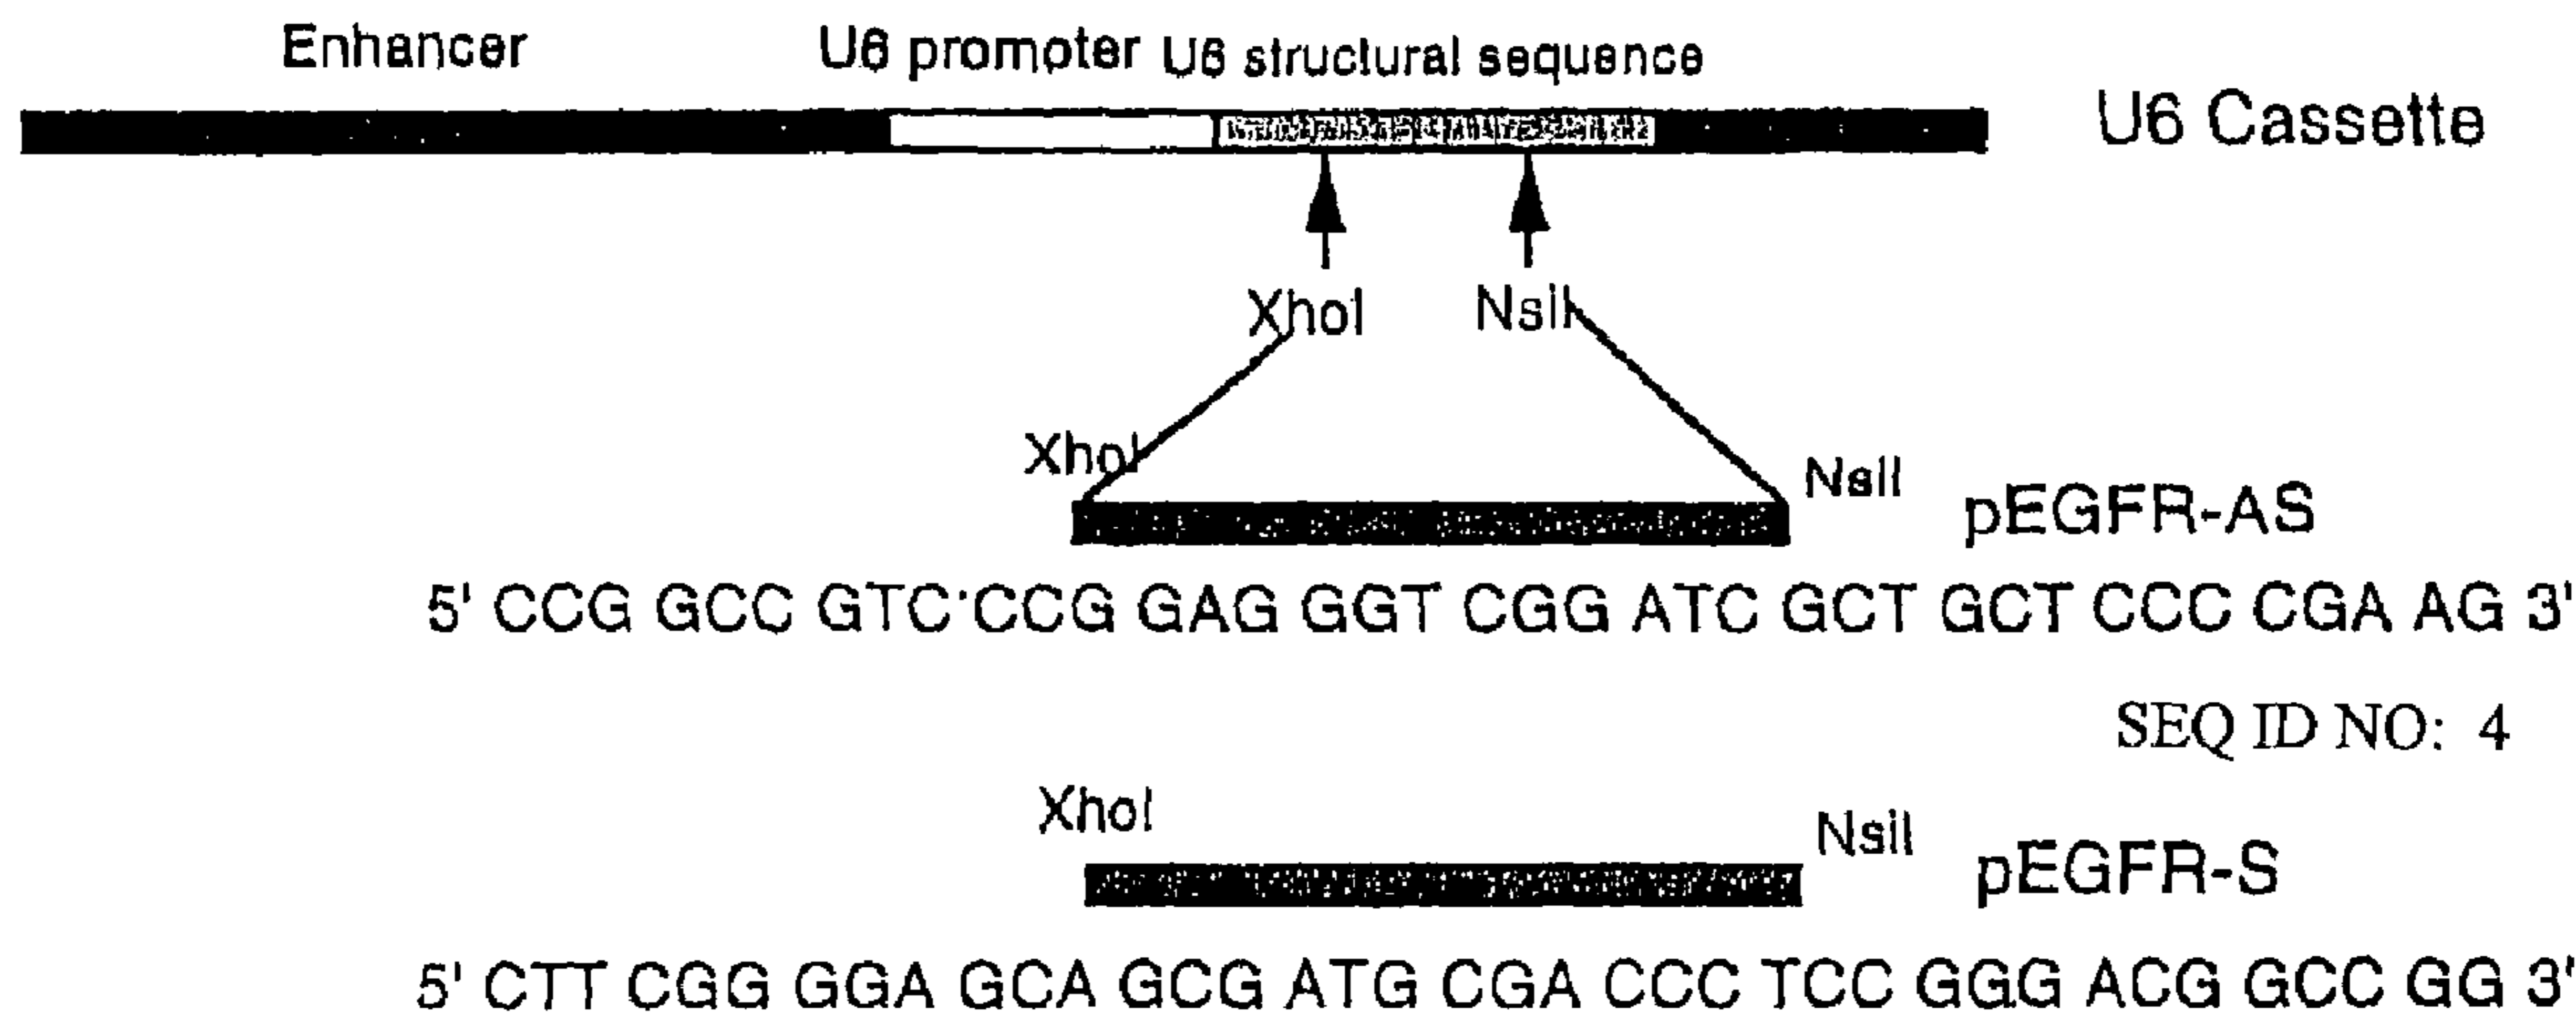 Enhancer U6 promoter U6 structural sequence
U6 Cassette
XhoI NsiI
XhoI NsiI pEGFR-AS
5' CCG GCC GTC CCG GAG GGT CGG ATC GCT GCT CCC CGA AG 3'
SEQ ID NO: 4
XhoI NsiI pEGFR-S
5' CTT CGG GGA GCA GCG ATG CGA CCC TCC GGG ACG GCC GG 3'